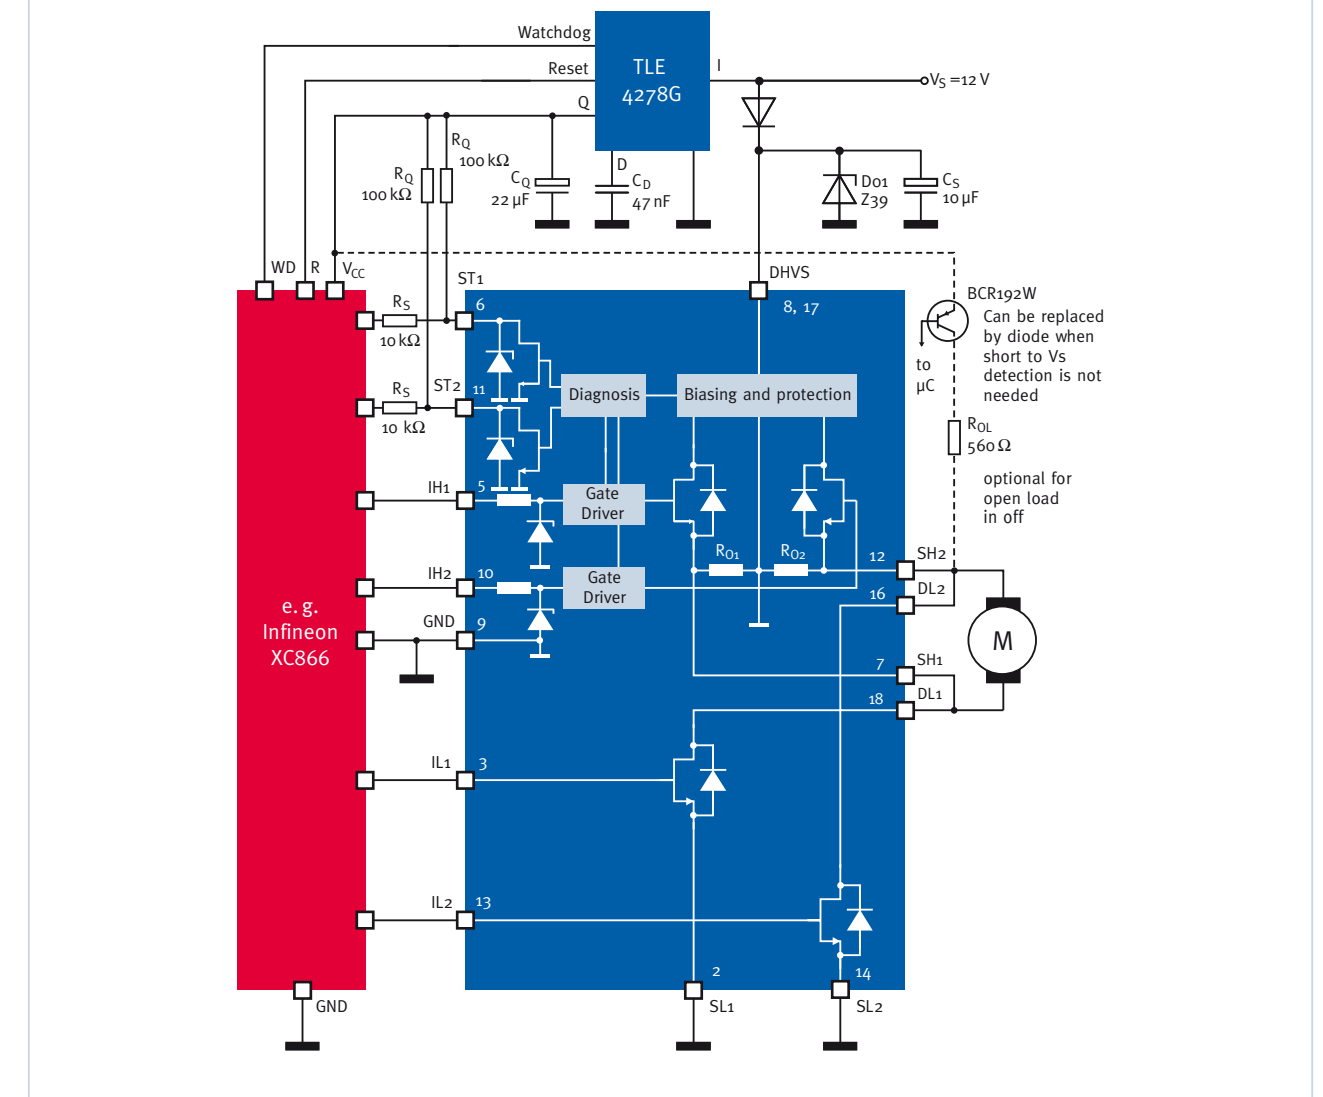 Watchdog
Reset
Q
TLE
4278G
I
VS =12 V
RQ
100 kΩ
RQ
100 kΩ
CQ
22 µF
D
CD
47 nF
Do1
Z39
CS
10 µF
WD
R
VCC
ST1
DHVS
8, 17
BCR192W
Can be replaced
by diode when
short to Vs
detection is not
needed
to
µC
RS
10 kΩ
6
ST2
11
RS
10 kΩ
Diagnosis
Biasing and protection
ROL
560 Ω
optional for
open load
in off
IH1
5
Gate
Driver
RO1
RO2
12
SH2
IH2
10
Gate
Driver
16
DL2
e. g.
Infineon
XC866
GND
9
M
7
SH1
18
DL1
IL1
3
IL2
13
2
14
GND
SL1
SL2